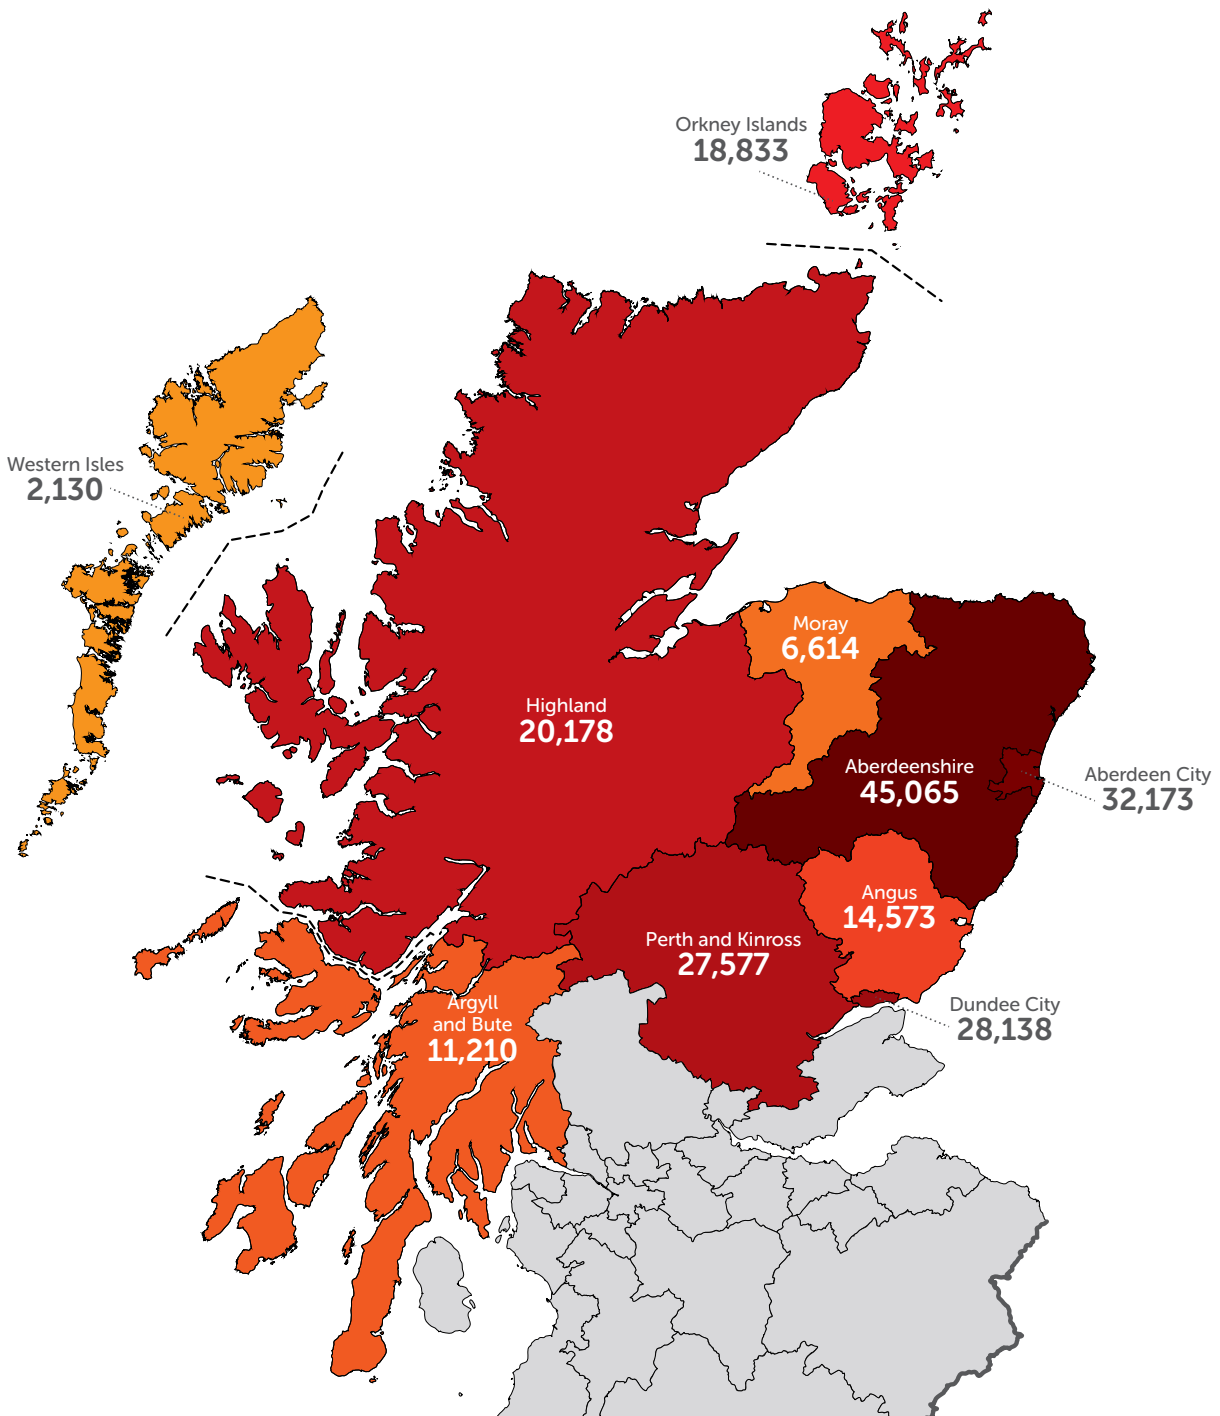 Orkney Islands
18,833
Western Isles
2,130
Moray
6,614
Highland
20,178
Aberdeenshire
45,065
Aberdeen City
32,173
Angus
14,573
Perth and Kinross
27,577
Argyll
and Bute
11,210
Dundee City
28,138